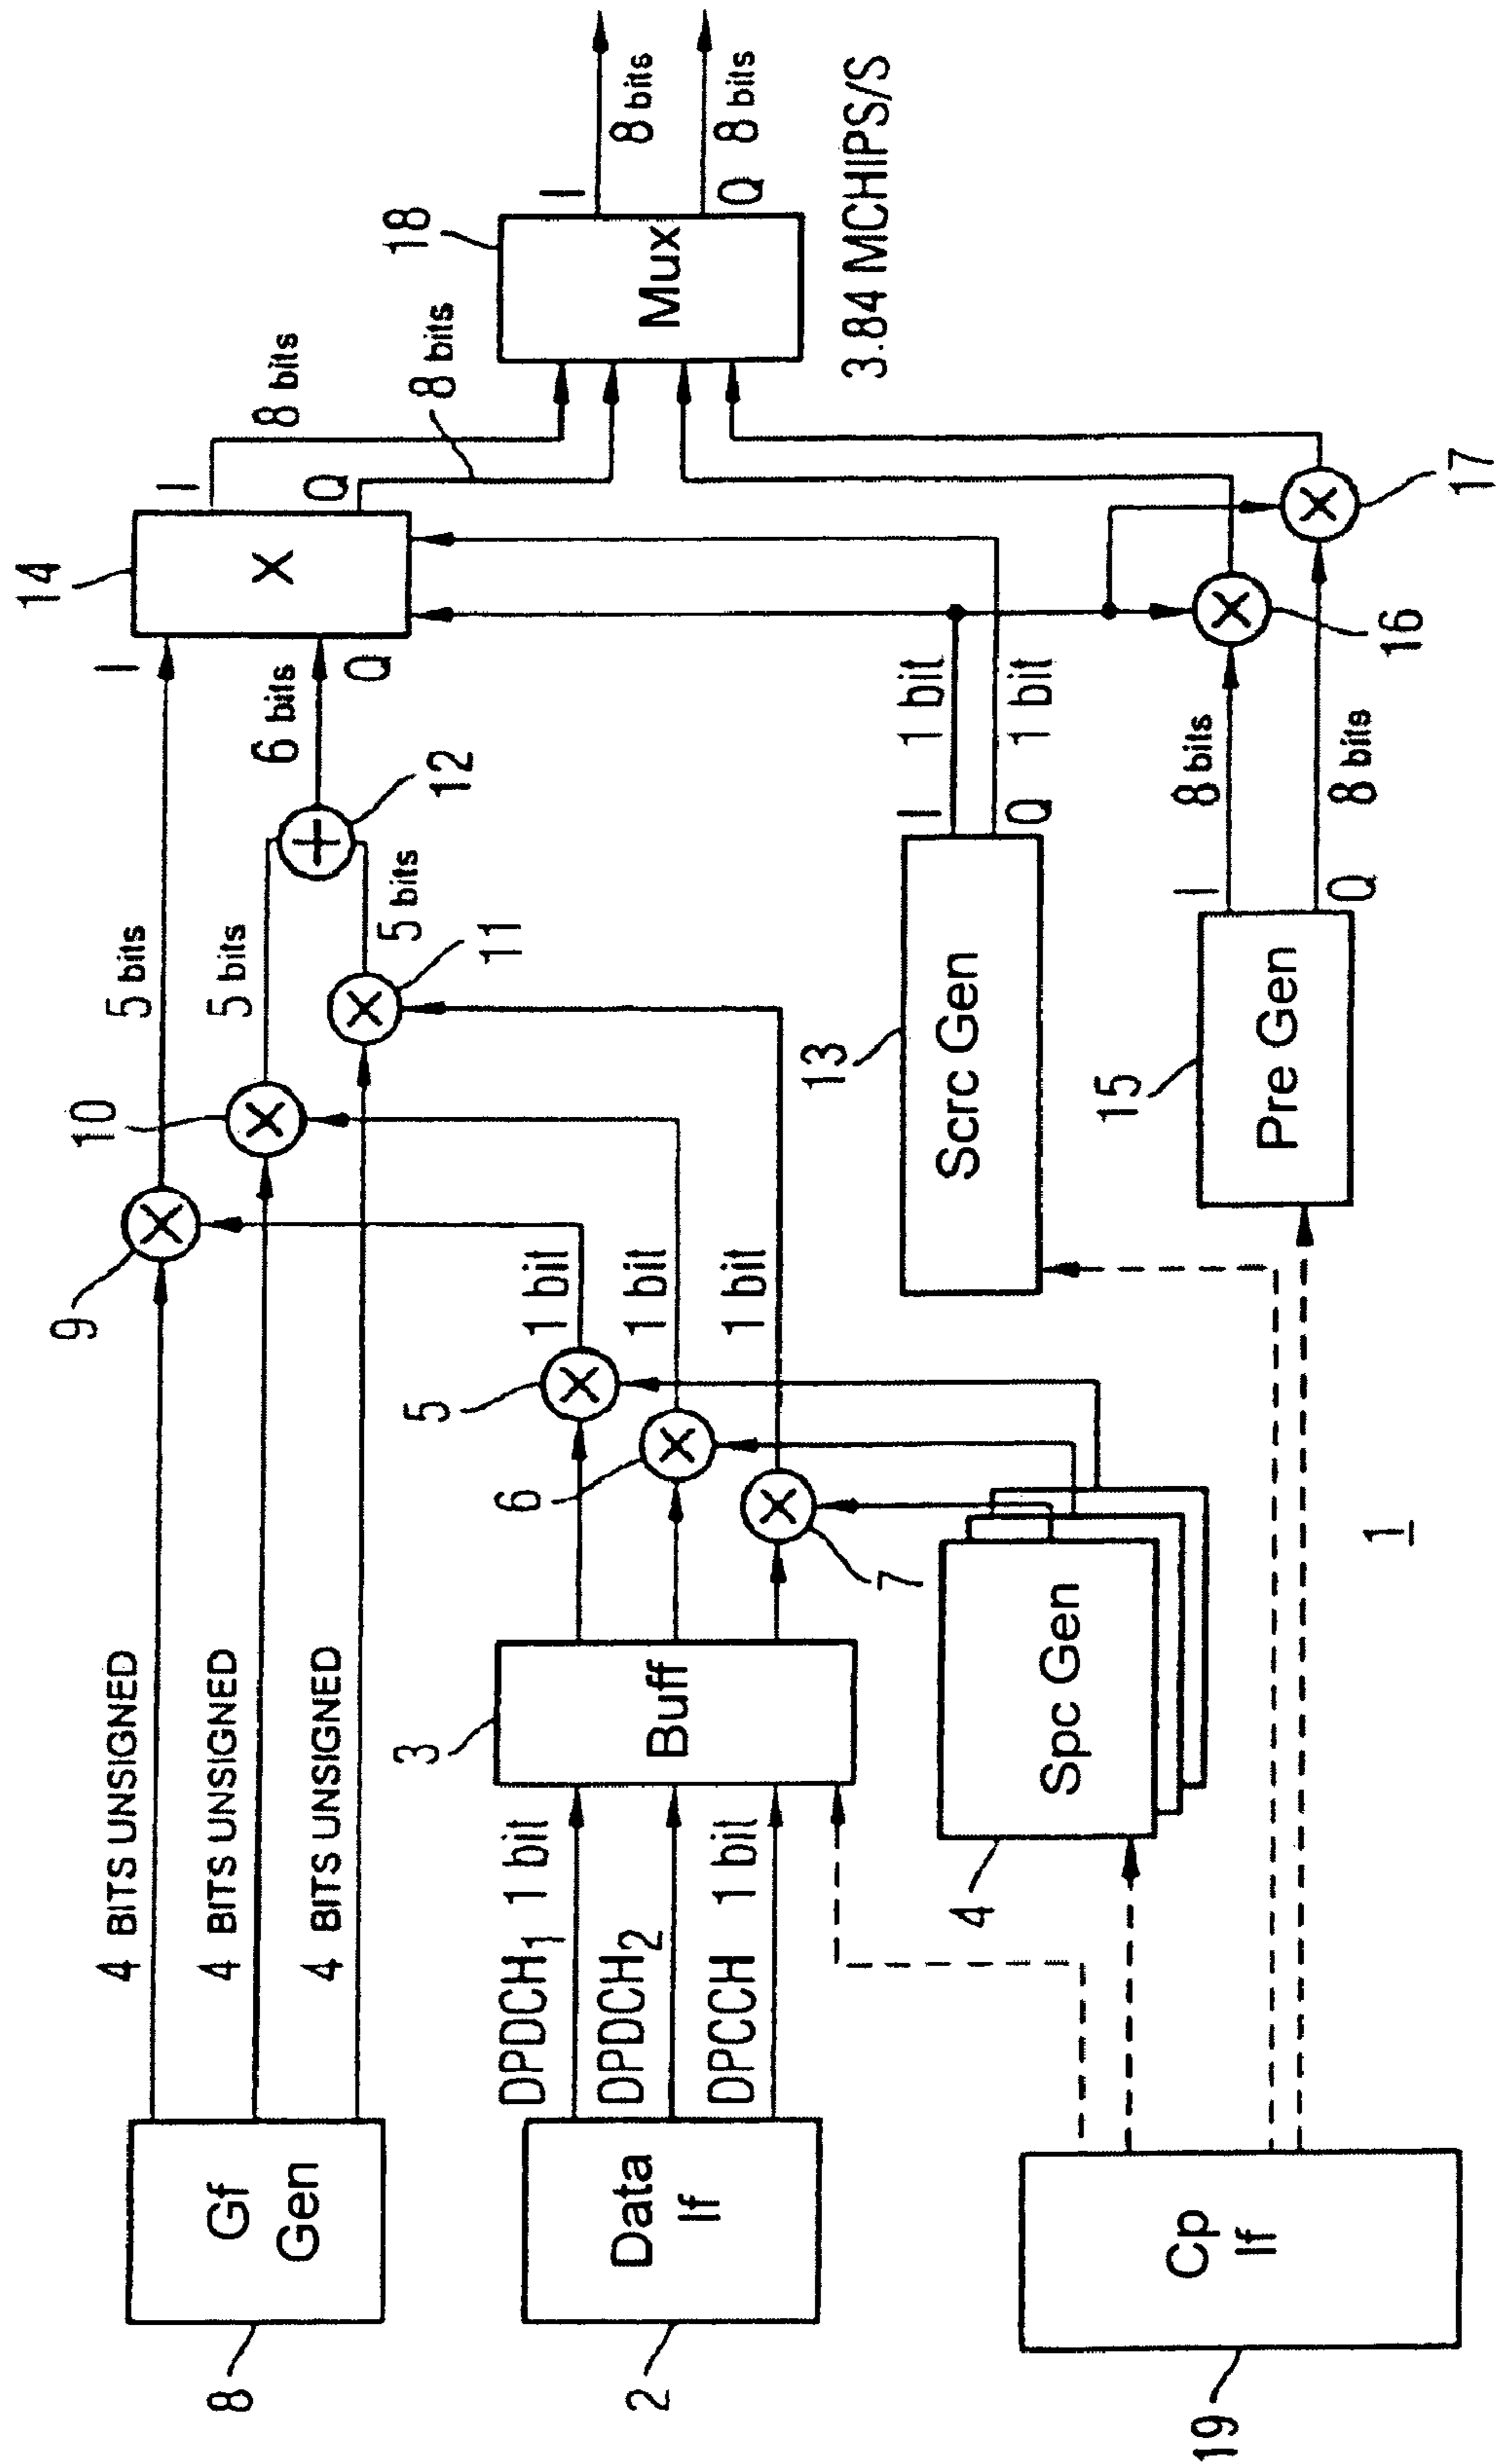 8
Gf
Gen
4 BITS UNSIGNED
4 BITS UNSIGNED
4 BITS UNSIGNED
9
10
11
5 bits
5 bits
5 bits
12
6 bits
I
Q
14
X
I
Q
8 bits
8 bits
18
Mux
I
8 bits
Q 8 bits
3.84 MCHIPS/S
2
Data
If
DPDCH1 1 bit
DPDCH2
DPCCH 1 bit
3
Buff
5
6
7
1 bit
1 bit
1 bit
4
Spc Gen
13
Scrc Gen
I
Q
1 bit
1 bit
15
Pre Gen
I
Q
8 bits
8 bits
16
17
19
Cp
If
1